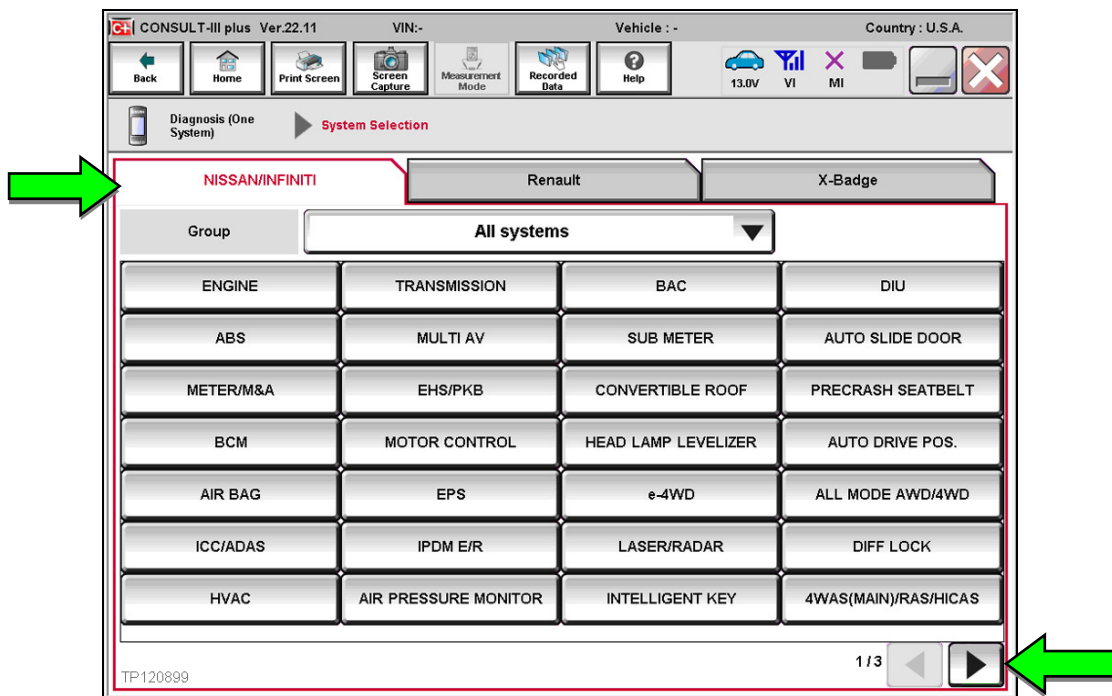 C+ CONSULT-III plus Ver.22.11 VIN:- Vehicle : - Country : U.S.A.
Back Home Print Screen Screen Capture Measurement Mode Recorded Data Help 13.0V VI MI
Diagnosis (One System) System Selection
NISSAN/INFINITI Renault X-Badge
Group All systems
ENGINE TRANSMISSION BAC DIU
ABS MULTI AV SUB METER AUTO SLIDE DOOR
METER/M&A EHS/PKB CONVERTIBLE ROOF PRECRASH SEATBELT
BCM MOTOR CONTROL HEAD LAMP LEVELIZER AUTO DRIVE POS.
AIR BAG EPS e-4WD ALL MODE AWD/4WD
ICC/ADAS IPDM E/R LASER/RADAR DIFF LOCK
HVAC AIR PRESSURE MONITOR INTELLIGENT KEY 4WAS(MAIN)/RAS/HICAS
1/3
TP120899